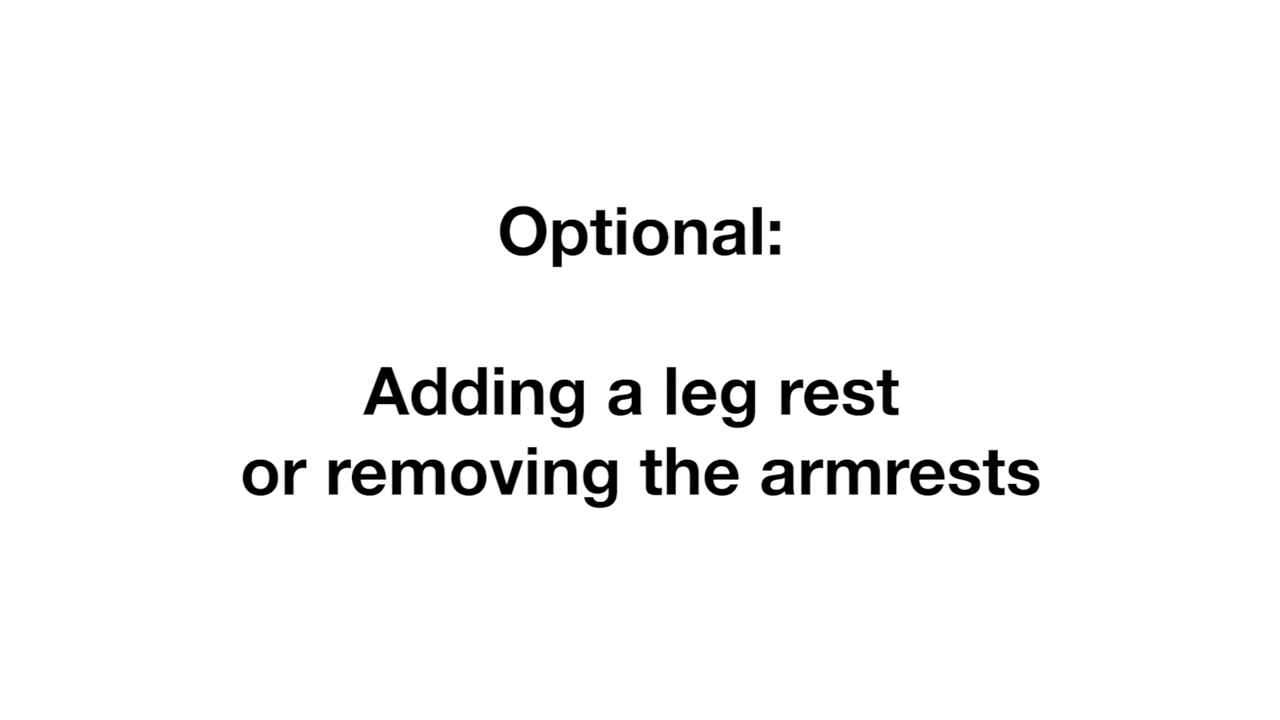 Optional:
Adding a leg rest
or removing the armrests